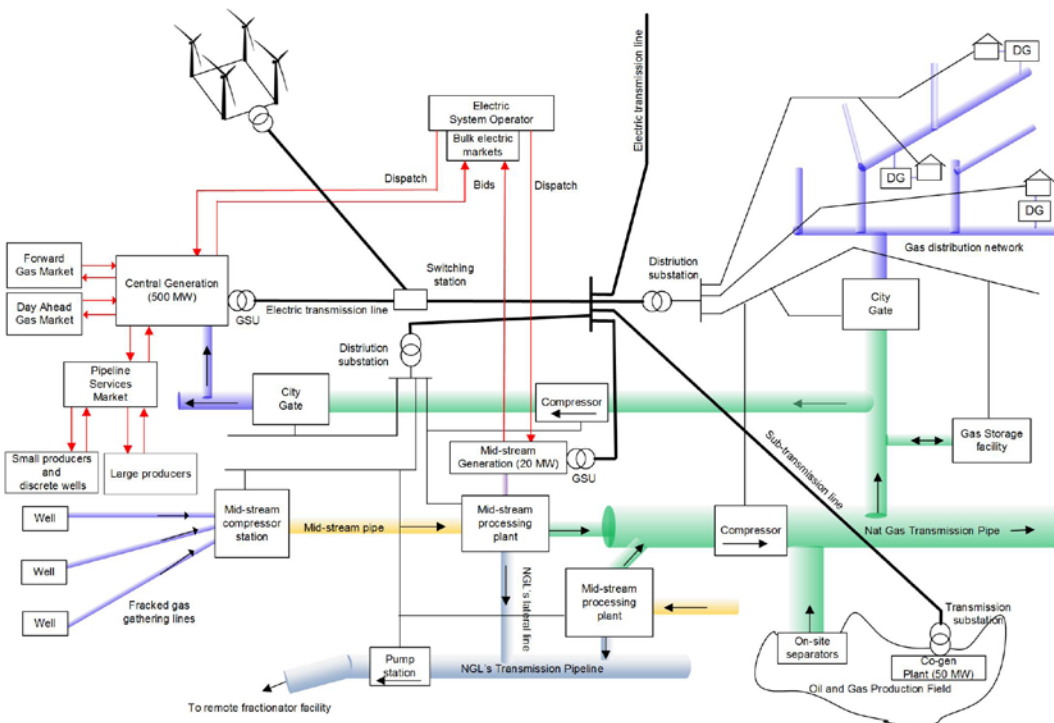 Electric
System Operator
Bulk electric
markets
Dispatch
Bids
Dispatch
Electric transmission line
DG
DG
DG
Gas distribution network
Forward
Gas Market
Day Ahead
Gas Market
Central Generation
(500 MW)
GSU
Electric transmission line
Switching
station
Distriution
substation
City
Gate
Distriution
substation
Pipeline
Services
Market
City
Gate
Compressor
Small producers
and
discrete wells
Large producers
Mid-stream
Generation (20 MW)
GSU
Sub-transmission line
Gas Storage
facility
Well
Well
Well
Mid-stream
compressor
station
Mid-stream pipe
Mid-stream
processing
plant
Compressor
Nat Gas Transmission Pipe
Fracked gas
gathering lines
NGL's lateral line
Mid-stream
processing
plant
Transmission
substation
On-site
separators
Co-gen
Plant (50 MW)
Oil and Gas Production Field
Pump
station
NGL's Transmission Pipeline
To remote fractionator facility